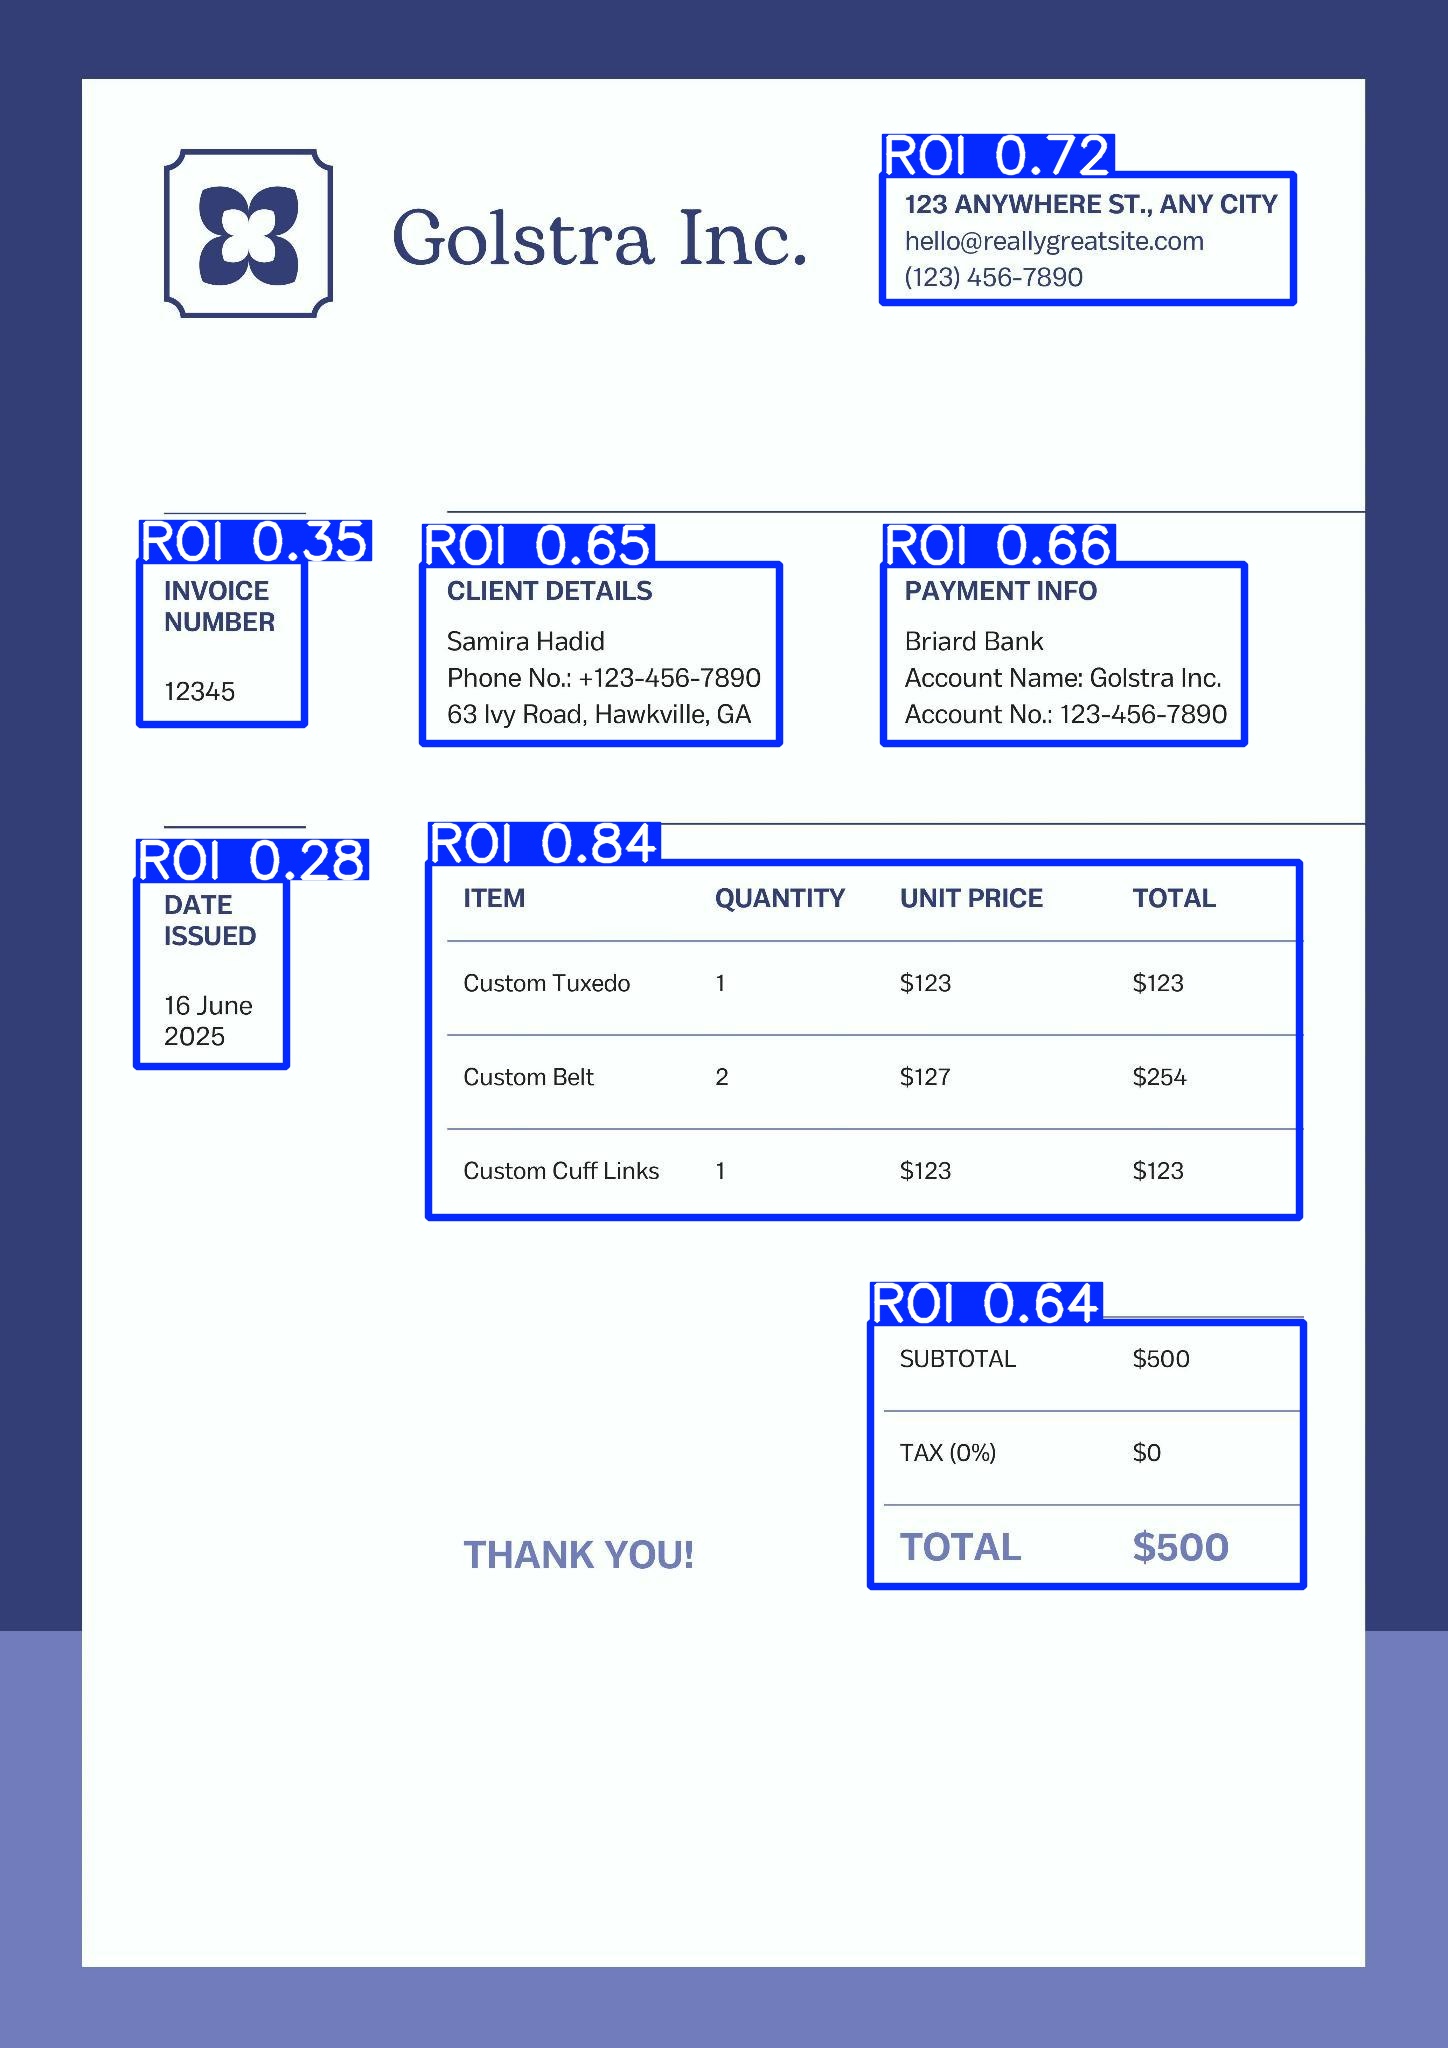 Golstra Inc.
ROI 0.72
123 ANYWHERE ST., ANY CITY
hello@reallygreatsite.com
(123) 456-7890
ROI 0.35
INVOICE
NUMBER
12345
ROI 0.65
CLIENT DETAILS
Samira Hadid
Phone No.: +123-456-7890
63 Ivy Road, Hawkville, GA
ROI 0.66
PAYMENT INFO
Briard Bank
Account Name: Golstra Inc.
Account No.: 123-456-7890
ROI 0.28
DATE
ISSUED
16 June
2025
ROI 0.84
ITEM QUANTITY UNIT PRICE TOTAL
Custom Tuxedo 1 $123 $123
Custom Belt 2 $127 $254
Custom Cuff Links 1 $123 $123
ROI 0.64
SUBTOTAL $500
TAX (0%) $0
TOTAL $500
THANK YOU!